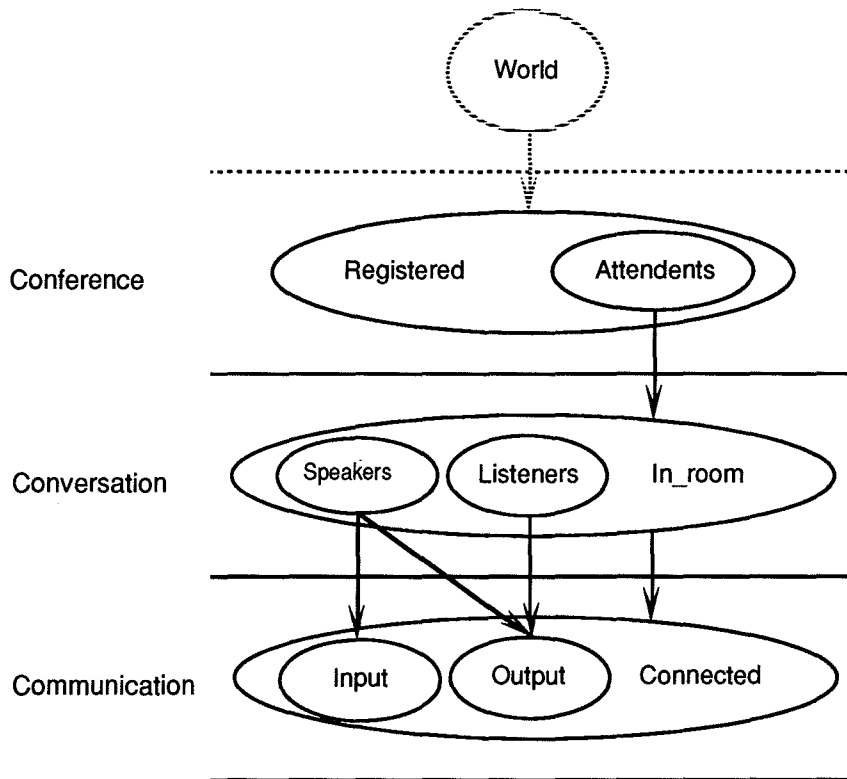 World
Conference
Registered
Attendents
Conversation
Speakers
Listeners
In_room
Communication
Input
Output
Connected